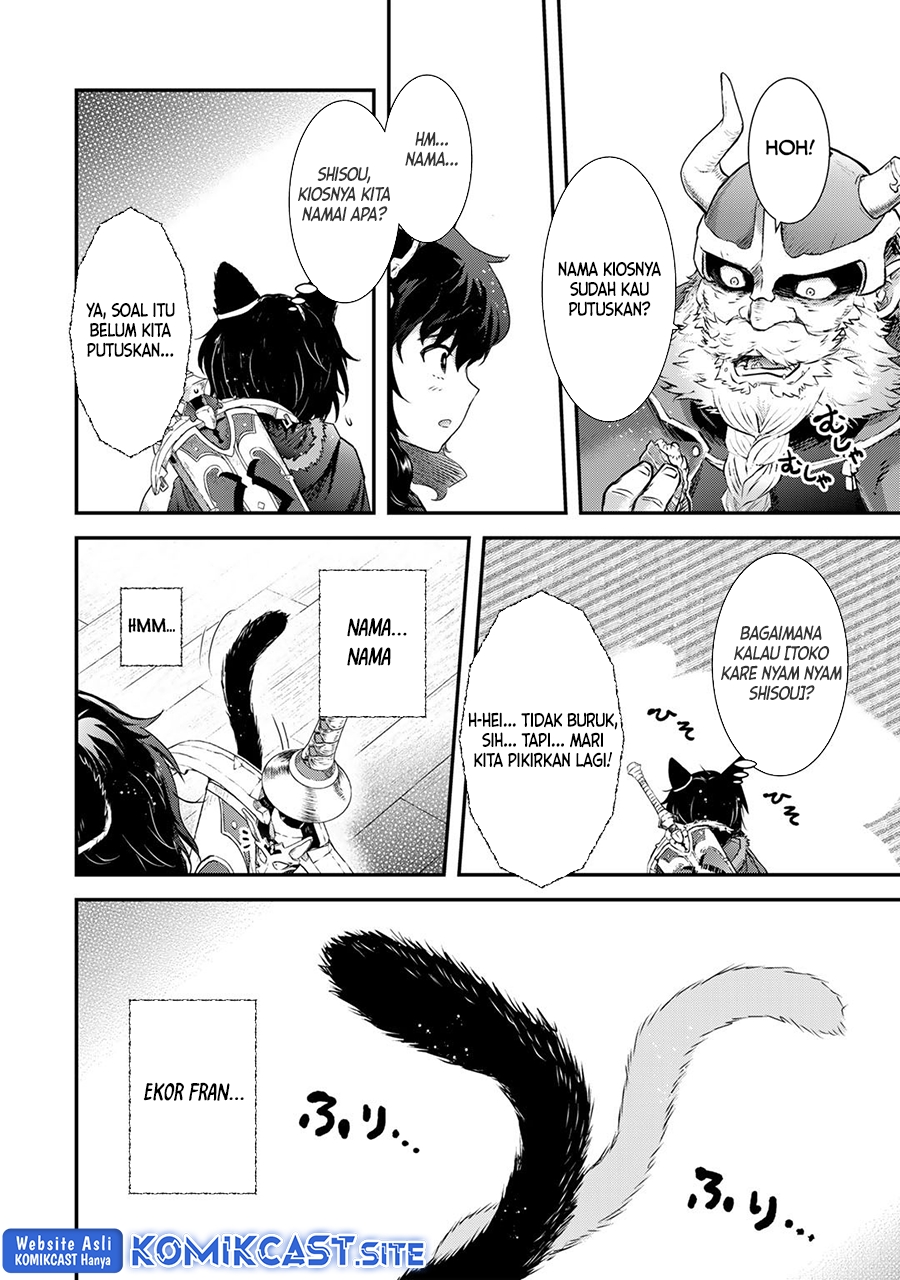 HOH!
NAMA KIOSNYA
SUDAH KAU
PUTUSKAN?
むしゃ
むしゃ
HM...
NAMA...
SHISOU,
KIOSNYA KITA
NAMAI APA?
YA, SOAL ITU
BELUM KITA
PUTUSKAN...
BAGAIMANA
KALAU [TOKO
KARE NYAM NYAM
SHISOU]?
ひそ
ひそ
H-HEI... TIDAK BURUK,
SIH... TAPI... MARI
KITA PIKIRKAN LAGI!
NAMA...
NAMA
HMM...
EKOR FRAN...
ふり...
ふり...
Website Asli
KOMIKCAST Hanya
KOMIKCAST.SITE